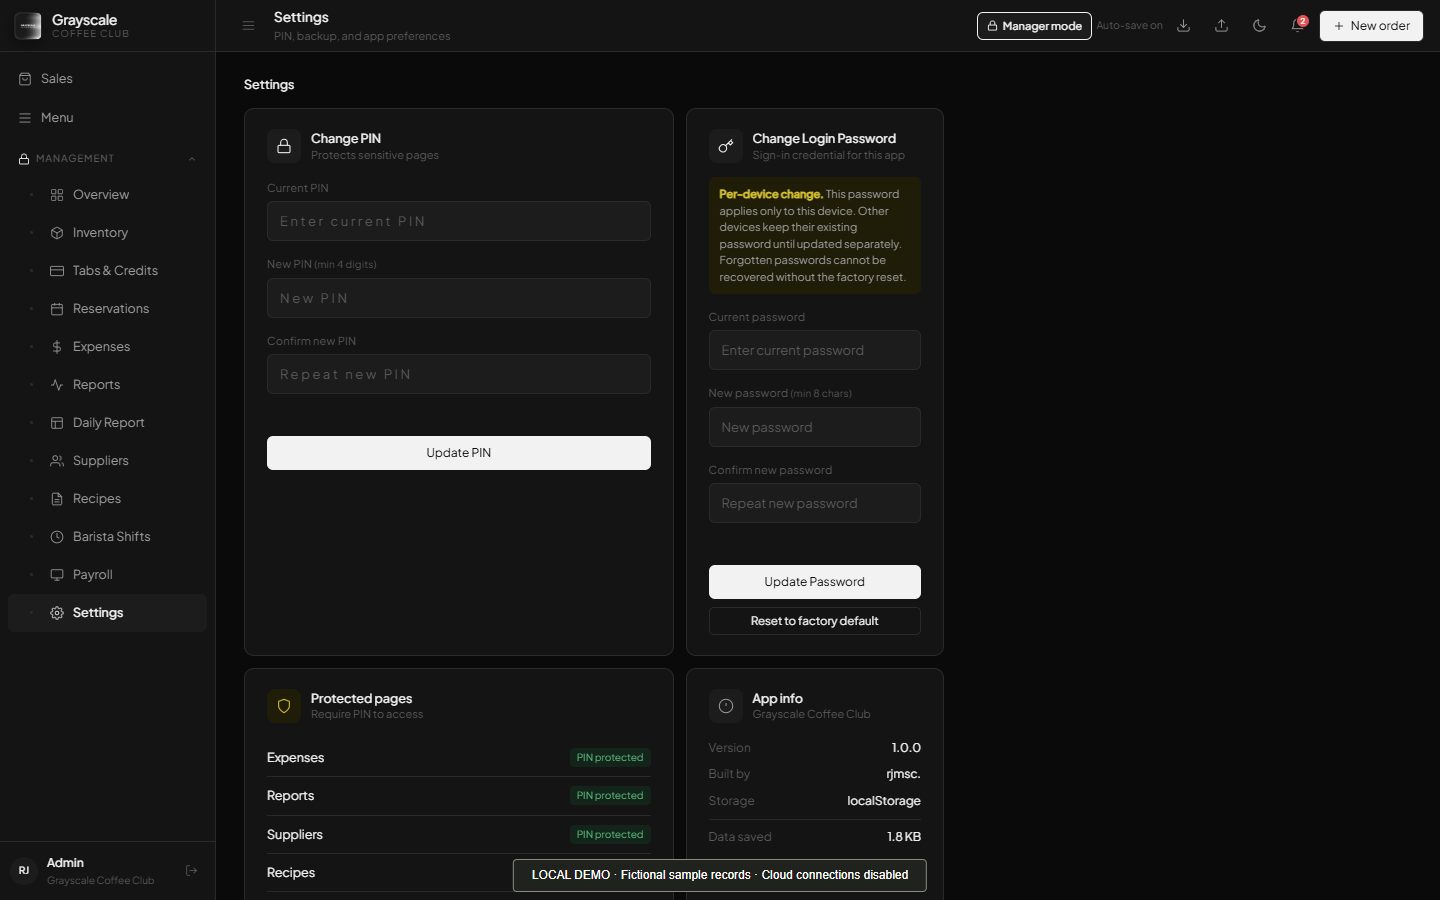 Grayscale
COFFEE CLUB
Settings
PIN, backup, and app preferences
Manager mode
Auto-save on
2
+ New order
Sales
Menu
MANAGEMENT
Overview
Inventory
Tabs & Credits
Reservations
Expenses
Reports
Daily Report
Suppliers
Recipes
Barista Shifts
Payroll
Settings
RJ
Admin
Grayscale Coffee Club
Settings
Change PIN
Protects sensitive pages
Current PIN
Enter current PIN
New PIN (min 4 digits)
New PIN
Confirm new PIN
Repeat new PIN
Update PIN
Change Login Password
Sign-in credential for this app
Per-device change. This password
applies only to this device. Other
devices keep their existing
password until updated separately.
Forgotten passwords cannot be
recovered without the factory reset.
Current password
Enter current password
New password (min 8 chars)
New password
Confirm new password
Repeat new password
Update Password
Reset to factory default
Protected pages
Require PIN to access
Expenses PIN protected
Reports PIN protected
Suppliers PIN protected
Recipes
App info
Grayscale Coffee Club
Version 1.0.0
Built by rjmsc.
Storage localStorage
Data saved 1.8 KB
LOCAL DEMO · Fictional sample records · Cloud connections disabled